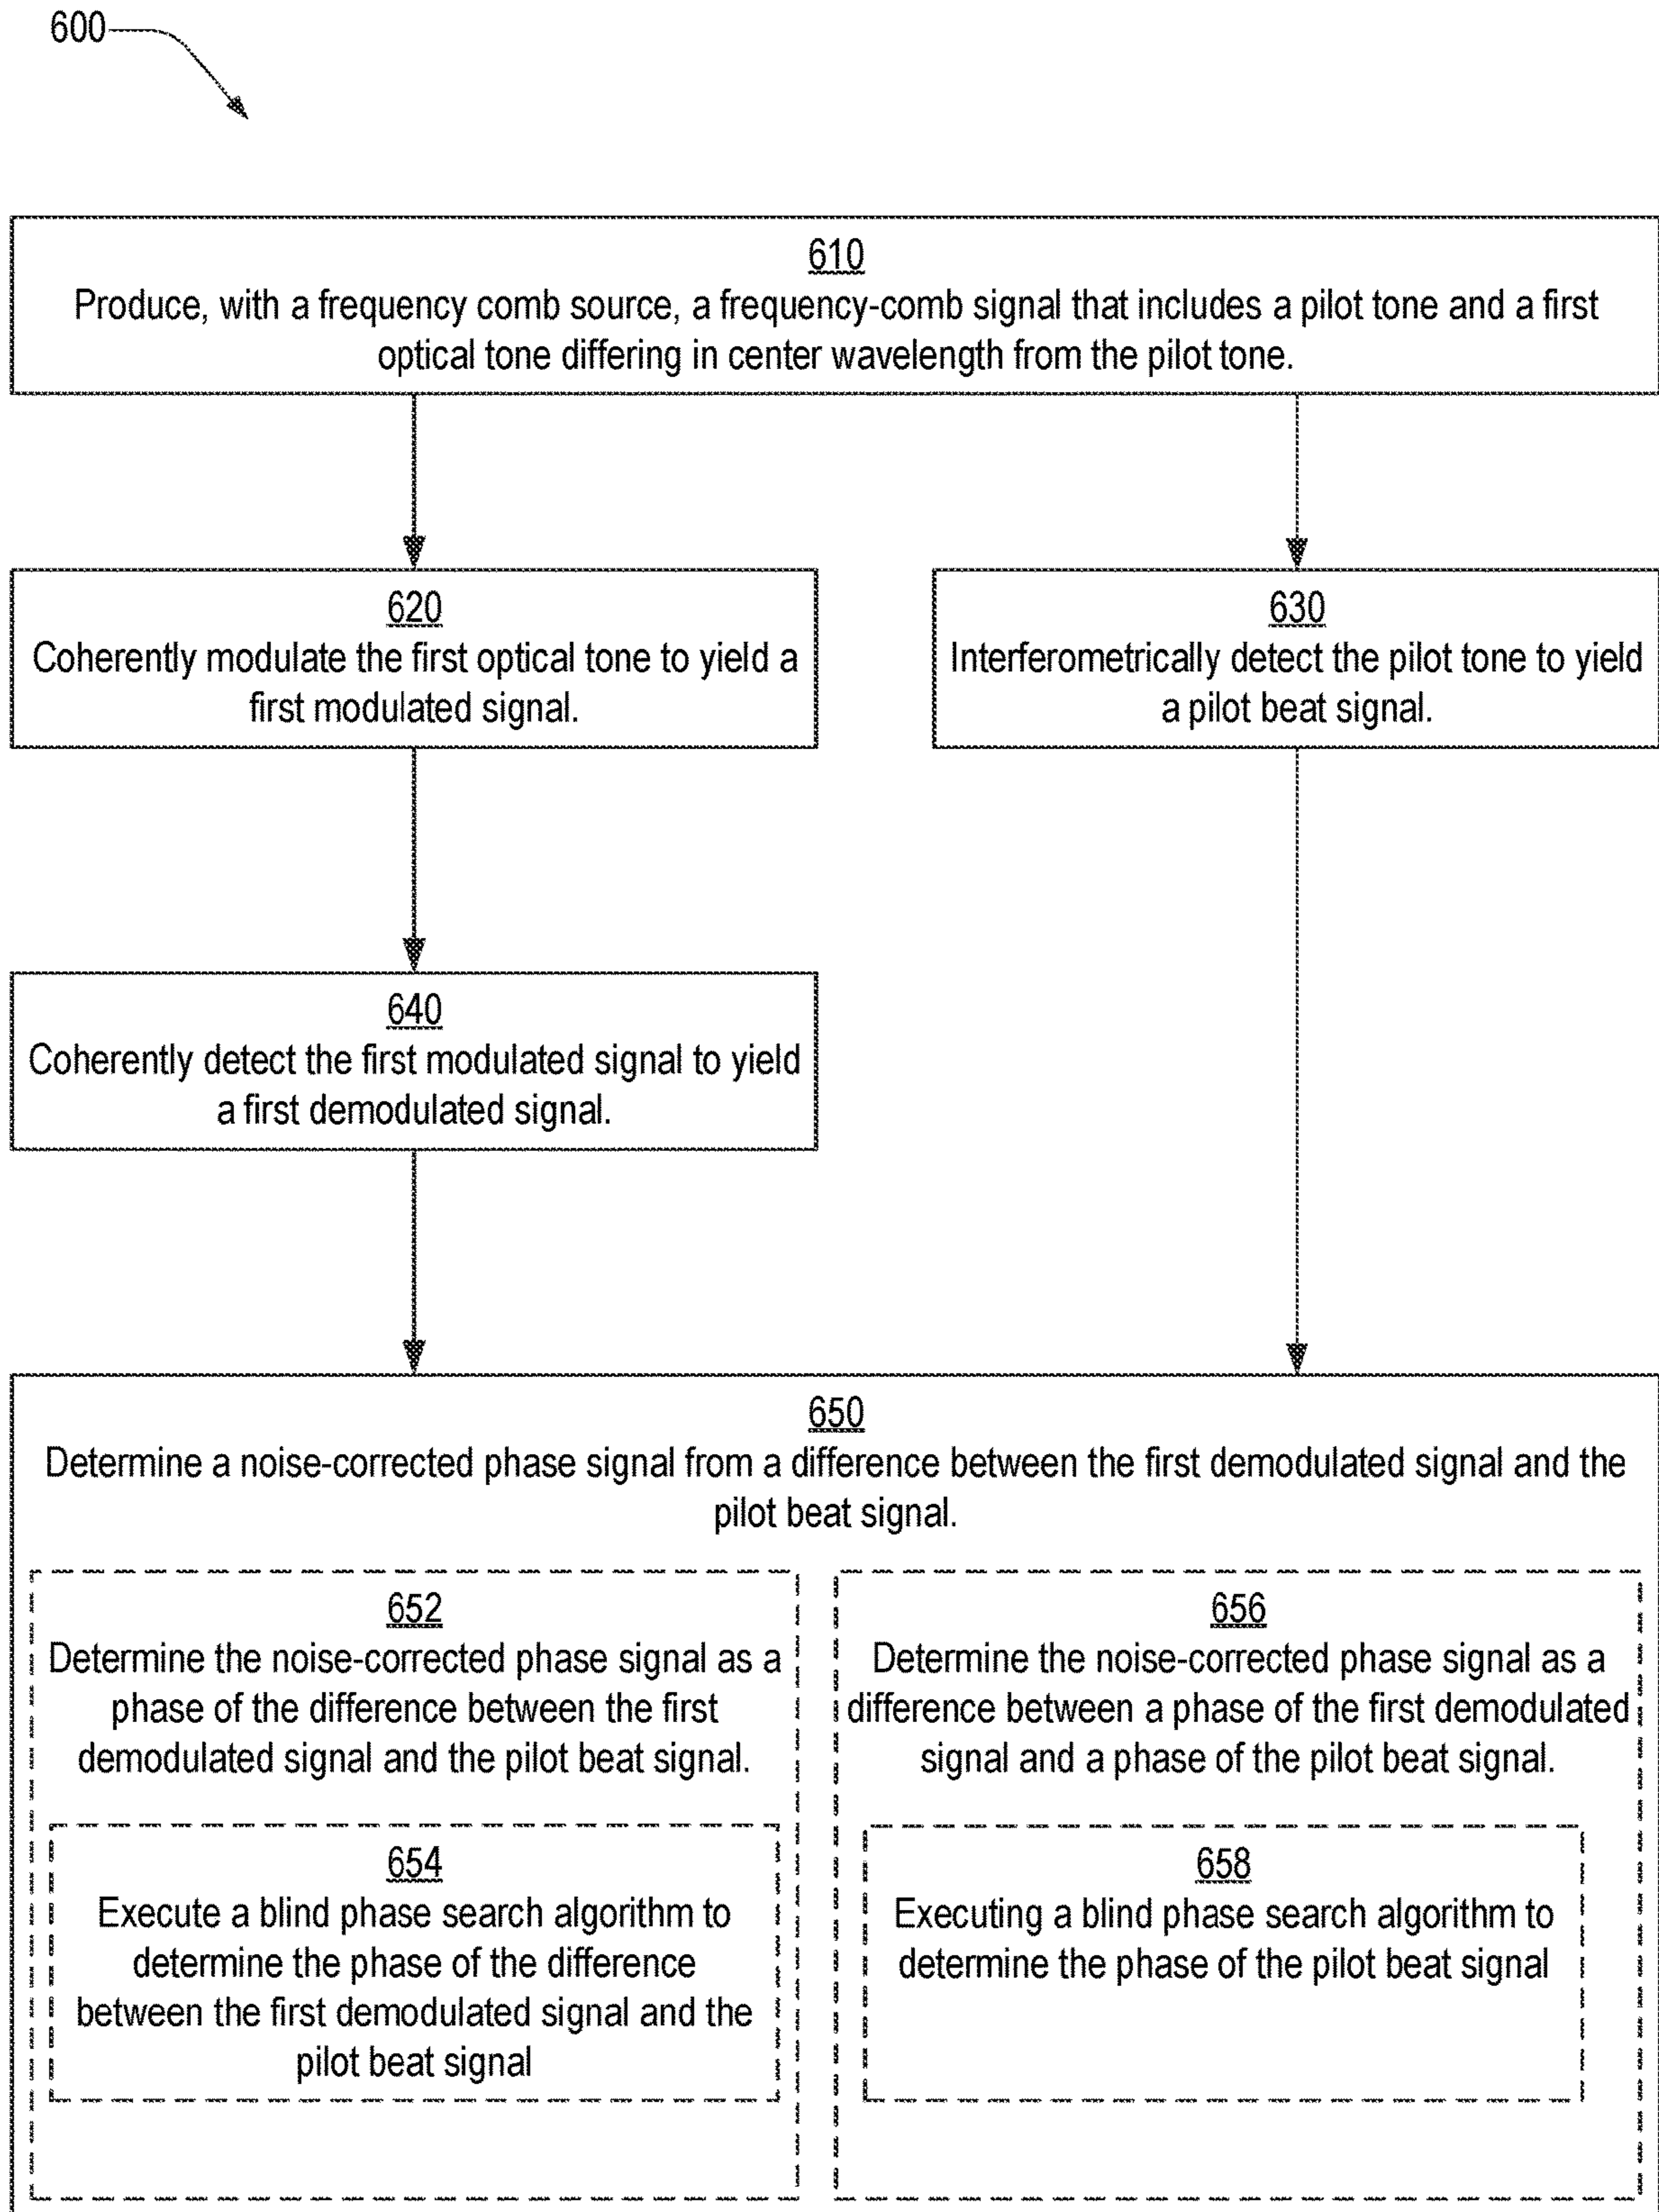 600
610
Produce, with a frequency comb source, a frequency-comb signal that includes a pilot tone and a first
optical tone differing in center wavelength from the pilot tone.
620
Coherently modulate the first optical tone to yield a
first modulated signal.
630
Interferometrically detect the pilot tone to yield
a pilot beat signal.
640
Coherently detect the first modulated signal to yield
a first demodulated signal.
650
Determine a noise-corrected phase signal from a difference between the first demodulated signal and the
pilot beat signal.
652
Determine the noise-corrected phase signal as a
phase of the difference between the first
demodulated signal and the pilot beat signal.
654
Execute a blind phase search algorithm to
determine the phase of the difference
between the first demodulated signal and the
pilot beat signal
656
Determine the noise-corrected phase signal as a
difference between a phase of the first demodulated
signal and a phase of the pilot beat signal.
658
Executing a blind phase search algorithm to
determine the phase of the pilot beat signal